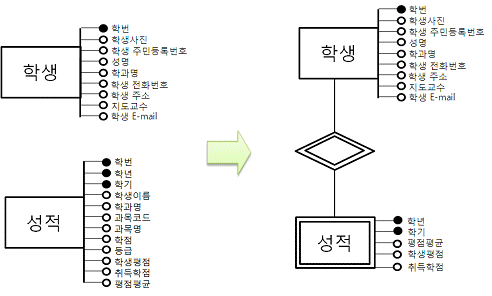 학생
학번
학생사진
학생 주민등록번호
성명
학과명
학생 전화번호
학생 주소
지도교수
학생 E-mail
성적
학번
학년
학기
학생이름
학과명
과목코드
과목명
학점
등급
학생평점
취득학점
평점평균
학생
학번
학생사진
학생 주민등록번호
성명
학과명
학생 전화번호
학생 주소
지도교수
학생 E-mail
성적
학년
학기
평점평균
학생평점
취득학점